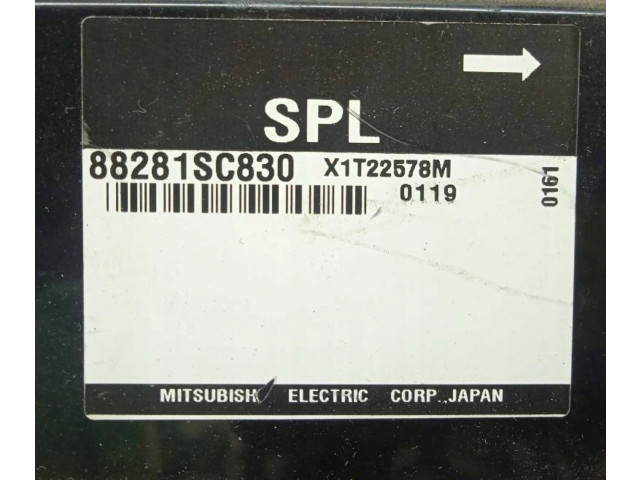 SPL
88281SC830 X1T22578M
0119
0161
MITSUBISHI ELECTRIC CORP. JAPAN